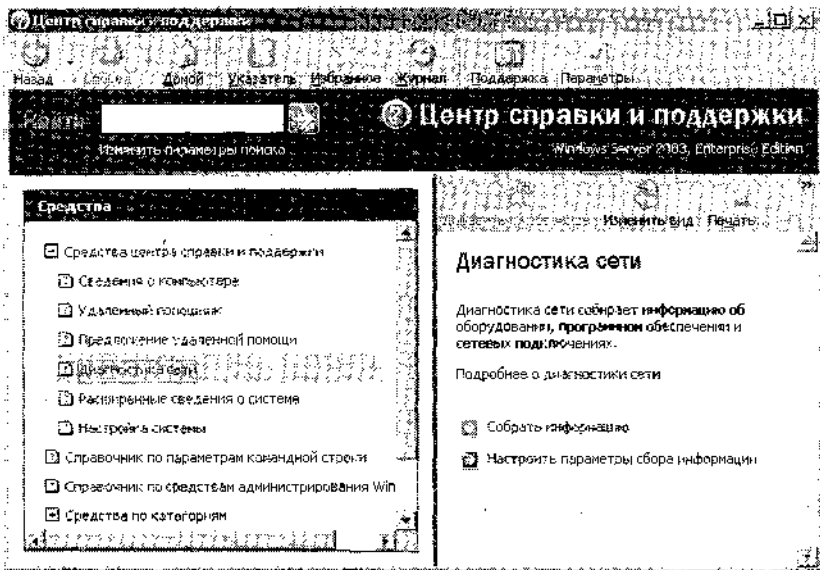 Центр справки и поддержки
Назад
Домой Указатель Избранное Журнал Поддержка Параметры
Найти
Изменить параметры поиска
Центр справки и поддержки
Windows Server 2003, Enterprise Edition
Средства
Средства центра справки и поддержки
Сведения о компьютере
Удаленный помощник
Предложение удаленной помощи
Диагностика сети
Расширенные сведения о системе
Настройка системы
Справочник по параметрам командной строки
Справочник по средствам администрирования Win
Средства по категориям
Изменить вид Печать
Диагностика сети
Диагностика сети собирает информацию об
оборудовании, программном обеспечении и
сетевых подключениях.
Подробнее о диагностики сети
Собрать информацию
Настроить параметры сбора информации